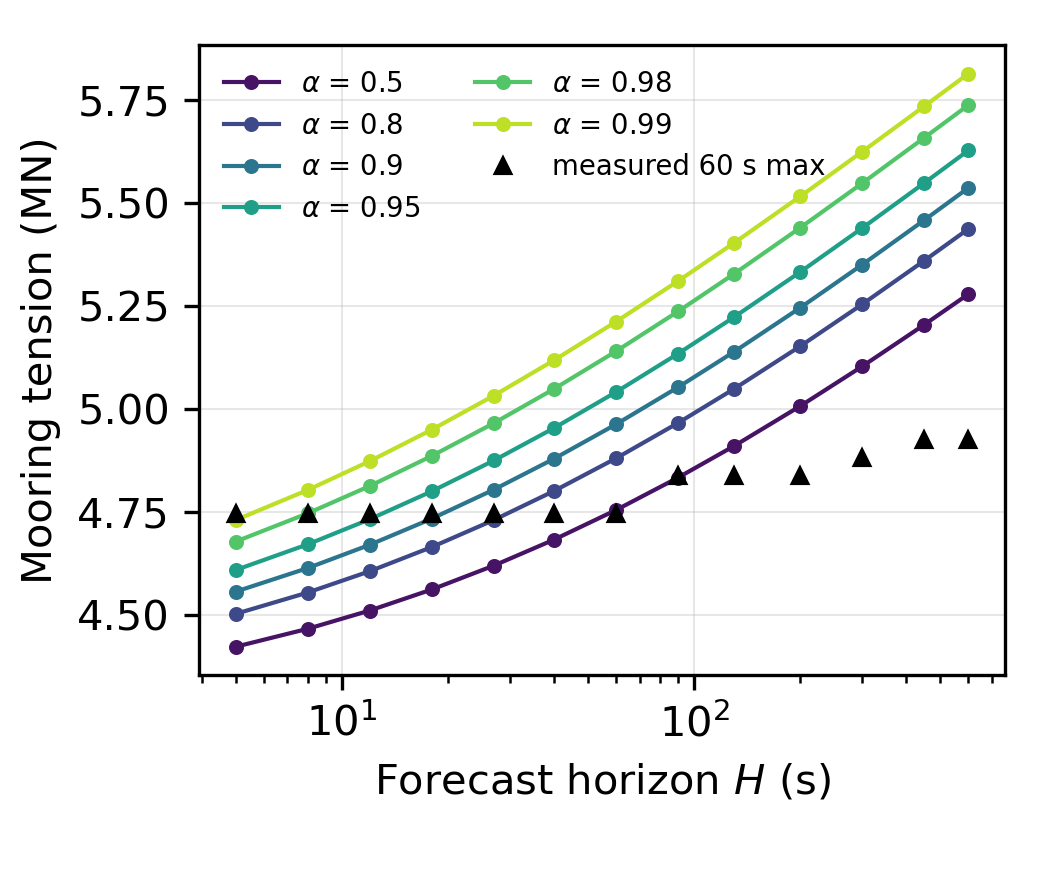 Mooring tension (MN)
5.75
5.50
5.25
5.00
4.75
4.50
α = 0.5
α = 0.8
α = 0.9
α = 0.95
α = 0.98
α = 0.99
measured 60 s max
10¹
10²
Forecast horizon H (s)